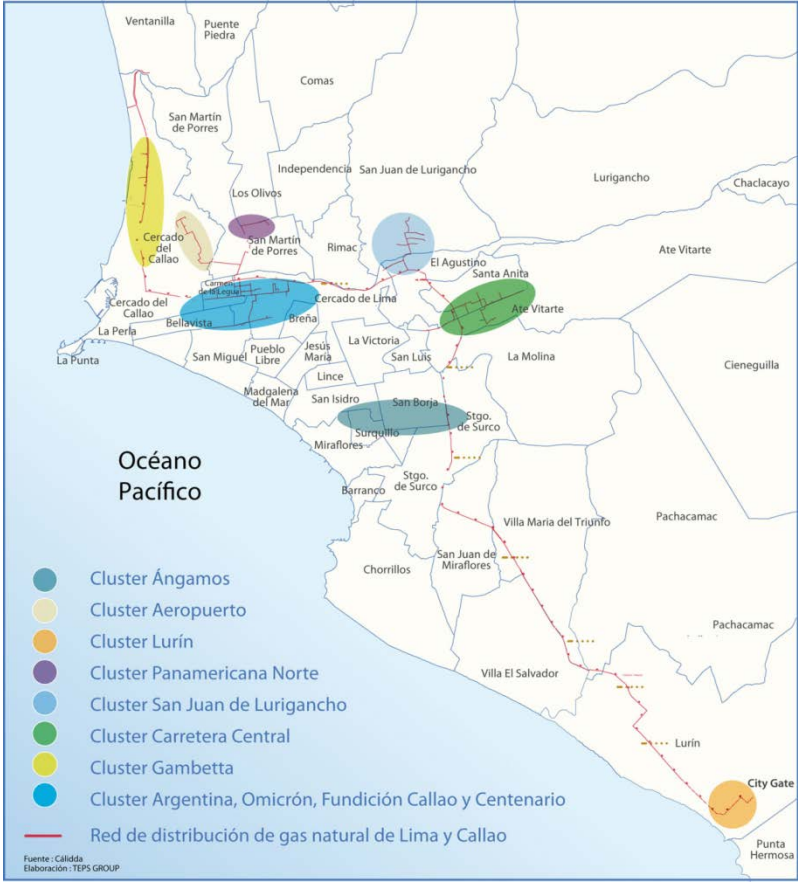 Ventanilla
Puente
Piedra
Comas
San Martín
de Porres
Independencia
San Juan de Lurigancho
Lurigancho
Chaclacayo
Los Olivos
Cercado
del
Callao
San Martín
de Porres
Rimac
El Agustino
Santa Anita
Ate Vitarte
Carmen
de la Legua
Cercado del
Callao
Cercado de Lima
Ate Vitarte
Bellavista
Breña
La Perla
La Punta
San Miguel
Pueblo
Libre
Jesús
María
La Victoria
San Luis
La Molina
Cieneguilla
Lince
Madgalena
del Mar
San Isidro
San Borja
Stgo.
de Surco
Surquillo
Miraflores
Océano
Pacífico
Barranco
Stgo.
de Surco
Villa Maria del Triunfo
Pachacamac
Chorrillos
San Juan de
Miraflores
Pachacamac
Villa El Salvador
Lurín
City Gate
Punta
Hermosa
Cluster Ángamos
Cluster Aeropuerto
Cluster Lurín
Cluster Panamericana Norte
Cluster San Juan de Lurigancho
Cluster Carretera Central
Cluster Gambetta
Cluster Argentina, Omicrón, Fundición Callao y Centenario
Red de distribución de gas natural de Lima y Callao
Fuente : Cálidda
Elaboración : TEPS GROUP